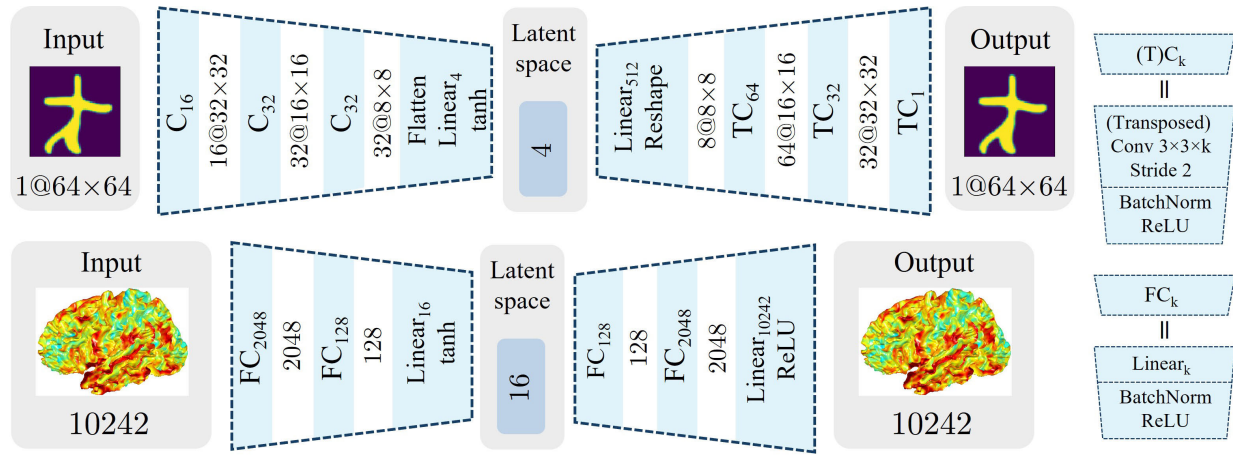 Input
1@64×64
C₁₆
16@32×32
C₃₂
32@16×16
C₃₂
32@8×8
Flatten
Linear₄
tanh
Latent
space
4
Linear₅₁₂
Reshape
8@8×8
TC₆₄
64@16×16
TC₃₂
32@32×32
TC₁
Output
1@64×64
(T)C_k
=
(Transposed)
Conv 3×3×k
Stride 2
BatchNorm
ReLU
Input
10242
FC₂₀₄₈
2048
FC₁₂₈
128
Linear₁₆
tanh
Latent
space
16
FC₁₂₈
128
FC₂₀₄₈
2048
Linear₁₀₂₄₂
ReLU
Output
10242
FC_k
=
Linear_k
BatchNorm
ReLU